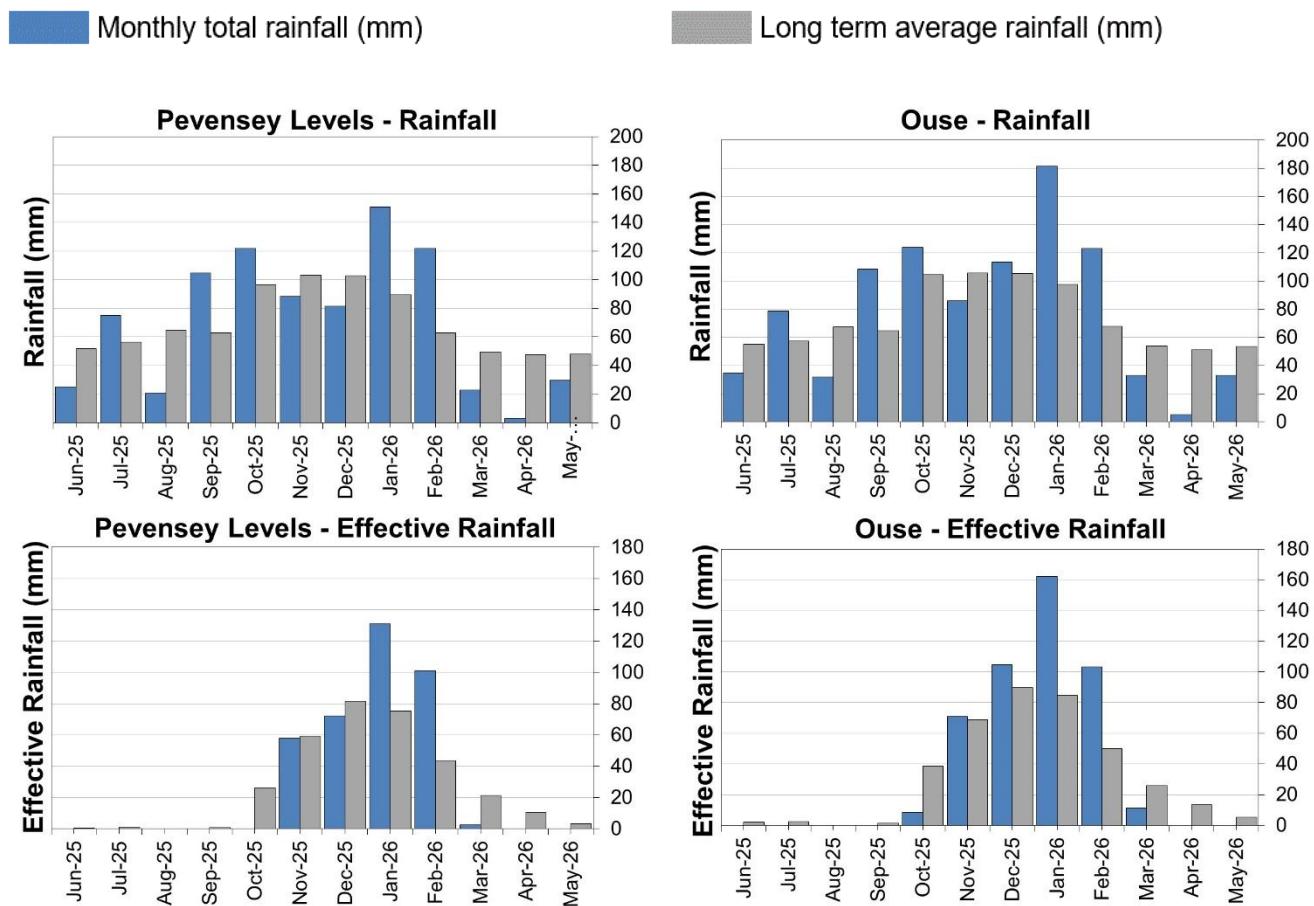 Monthly total rainfall (mm)
Long term average rainfall (mm)
Pevensey Levels - Rainfall
Rainfall (mm)
200
180
160
140
120
100
80
60
40
20
0
Jun-25
Jul-25
Aug-25
Sep-25
Oct-25
Nov-25
Dec-25
Jan-26
Feb-26
Mar-26
Apr-26
May-…
Ouse - Rainfall
Rainfall (mm)
200
180
160
140
120
100
80
60
40
20
0
Jun-25
Jul-25
Aug-25
Sep-25
Oct-25
Nov-25
Dec-25
Jan-26
Feb-26
Mar-26
Apr-26
May-26
Pevensey Levels - Effective Rainfall
Effective Rainfall (mm)
180
160
140
120
100
80
60
40
20
0
Jun-25
Jul-25
Aug-25
Sep-25
Oct-25
Nov-25
Dec-25
Jan-26
Feb-26
Mar-26
Apr-26
May-26
Ouse - Effective Rainfall
Effective Rainfall (mm)
180
160
140
120
100
80
60
40
20
0
Jun-25
Jul-25
Aug-25
Sep-25
Oct-25
Nov-25
Dec-25
Jan-26
Feb-26
Mar-26
Apr-26
May-26